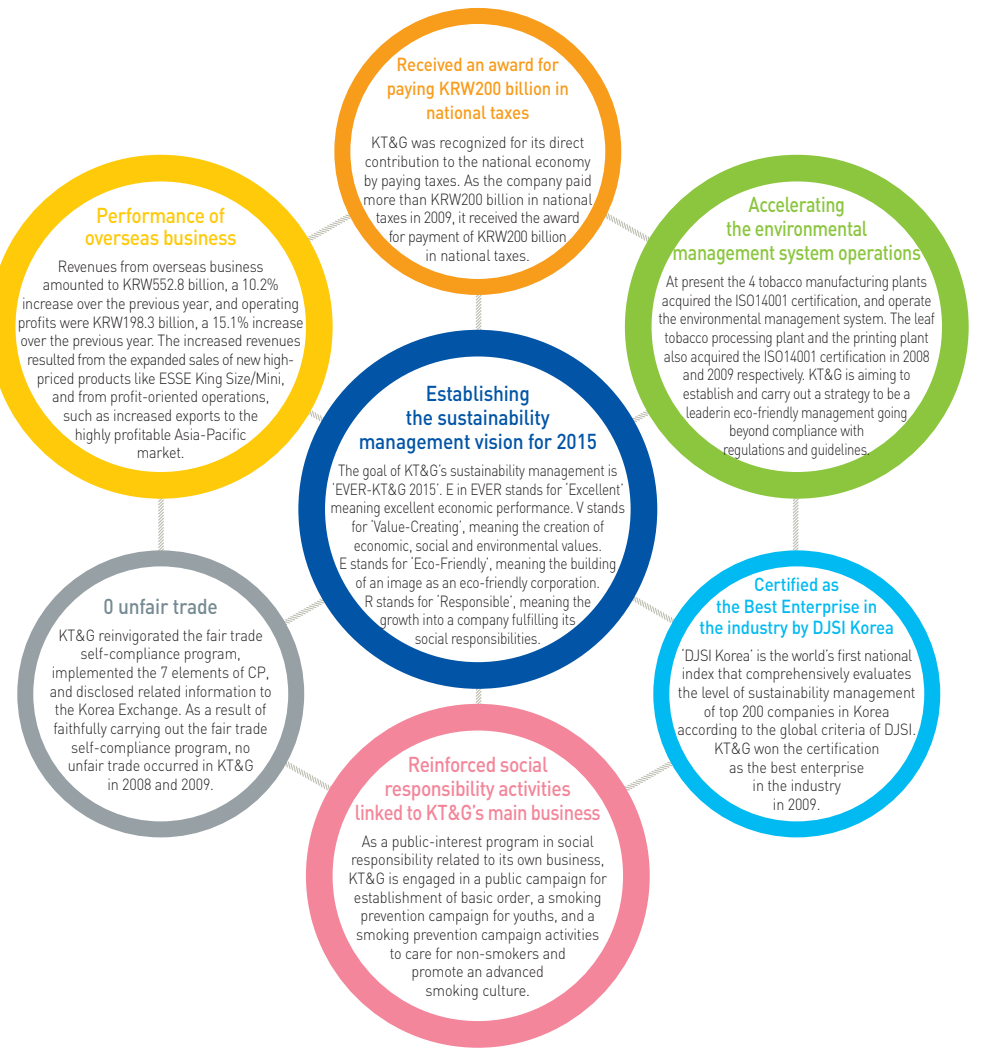 Received an award for
paying KRW200 billion in
national taxes
KT&G was recognized for its direct
contribution to the national economy
by paying taxes. As the company paid
more than KRW200 billion in national
taxes in 2009, it received the award
for payment of KRW200 billion
in national taxes.
Performance of
overseas business
Revenues from overseas business
amounted to KRW552.8 billion, a 10.2%
increase over the previous year, and operating
profits were KRW198.3 billion, a 15.1% increase
over the previous year. The increased revenues
resulted from the expanded sales of new high-
priced products like ESSE King Size/Mini,
and from profit-oriented operations,
such as increased exports to the
highly profitable Asia-Pacific
market.
Accelerating
the environmental
management system operations
At present the 4 tobacco manufacturing plants
acquired the ISO14001 certification, and operate
the environmental management system. The leaf
tobacco processing plant and the printing plant
also acquired the ISO14001 certification in 2008
and 2009 respectively. KT&G is aiming to
establish and carry out a strategy to be a
leaderin eco-friendly management going
beyond compliance with
regulations and guidelines.
Establishing
the sustainability
management vision for 2015
The goal of KT&G's sustainability management is
'EVER-KT&G 2015'. E in EVER stands for 'Excellent'
meaning excellent economic performance. V stands
for 'Value-Creating', meaning the creation of
economic, social and environmental values.
E stands for 'Eco-Friendly', meaning the building
of an image as an eco-friendly corporation.
R stands for 'Responsible', meaning the
growth into a company fulfilling its
social responsibilities.
0 unfair trade
KT&G reinvigorated the fair trade
self-compliance program,
implemented the 7 elements of CP,
and disclosed related information to
the Korea Exchange. As a result of
faithfully carrying out the fair trade
self-compliance program, no
unfair trade occurred in KT&G
in 2008 and 2009.
Certified as
the Best Enterprise in
the industry by DJSI Korea
'DJSI Korea' is the world's first national
index that comprehensively evaluates
the level of sustainability management
of top 200 companies in Korea
according to the global criteria of DJSI.
KT&G won the certification
as the best enterprise
in the industry
in 2009.
Reinforced social
responsibility activities
linked to KT&G's main business
As a public-interest program in social
responsibility related to its own business,
KT&G is engaged in a public campaign for
establishment of basic order, a smoking
prevention campaign for youths, and a
smoking prevention campaign activities
to care for non-smokers and
promote an advanced
smoking culture.